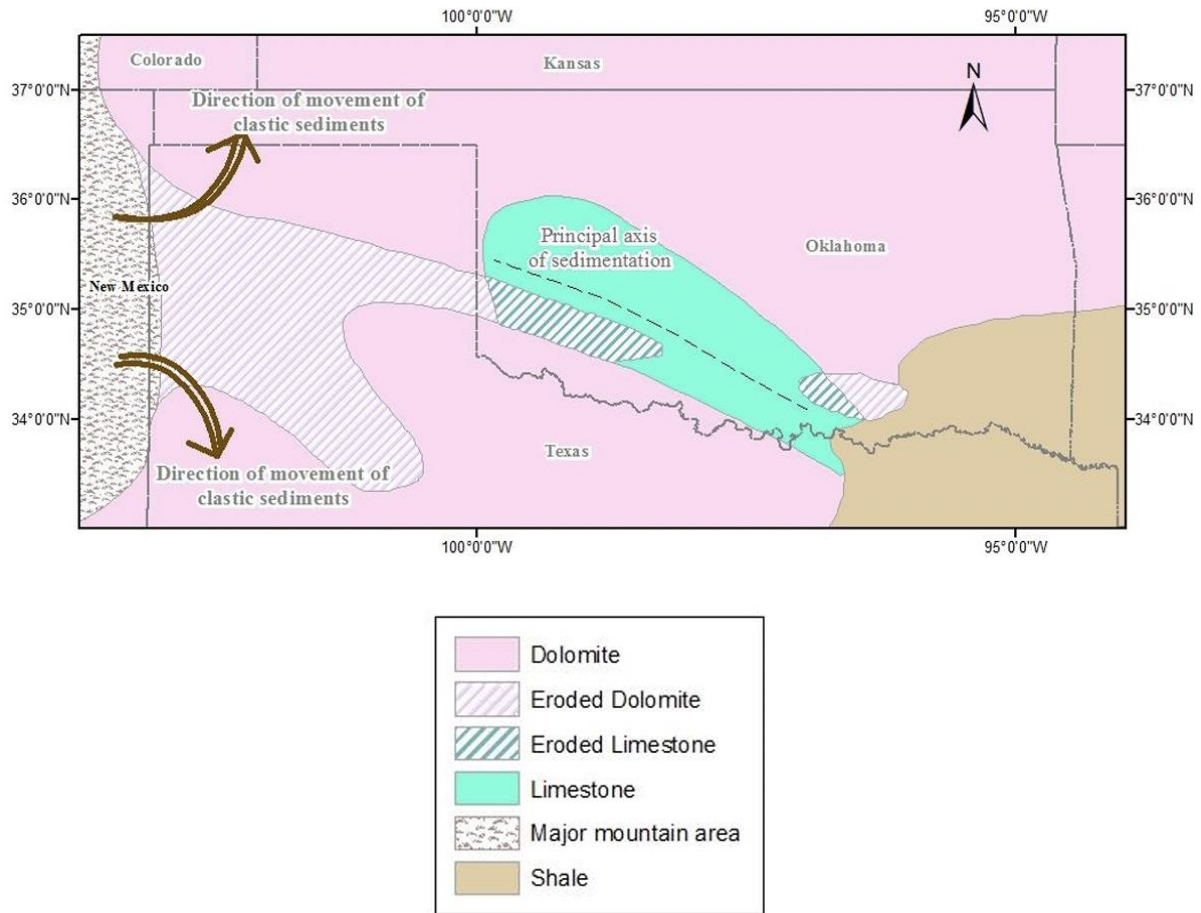 100°0'0"W
95°0'0"W
Colorado
Kansas
N
37°0'0"N
37°0'0"N
Direction of movement of
clastic sediments
36°0'0"N
36°0'0"N
Principal axis
of sedimentation
Oklahoma
New Mexico
35°0'0"N
35°0'0"N
34°0'0"N
34°0'0"N
Texas
Direction of movement of
clastic sediments
100°0'0"W
95°0'0"W
Dolomite
Eroded Dolomite
Eroded Limestone
Limestone
Major mountain area
Shale